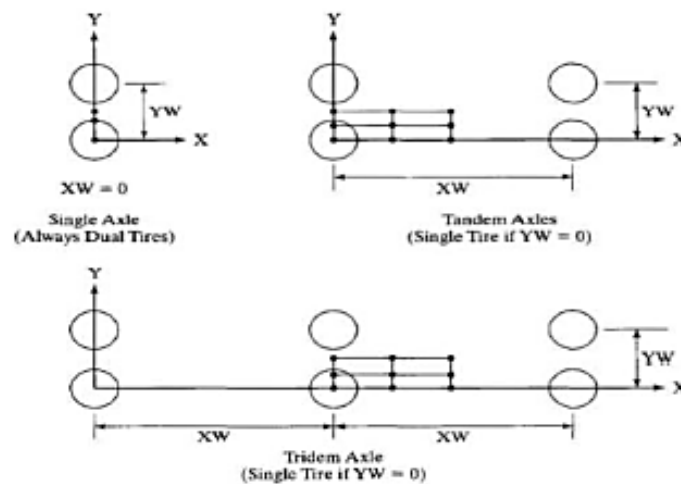 Y
Y
YW
X
YW
X
XW = 0
XW
Single Axle
(Always Dual Tires)
Tandem Axles
(Single Tire if YW = 0)
Y
YW
X
XW
XW
Tridem Axle
(Single Tire if YW = 0)